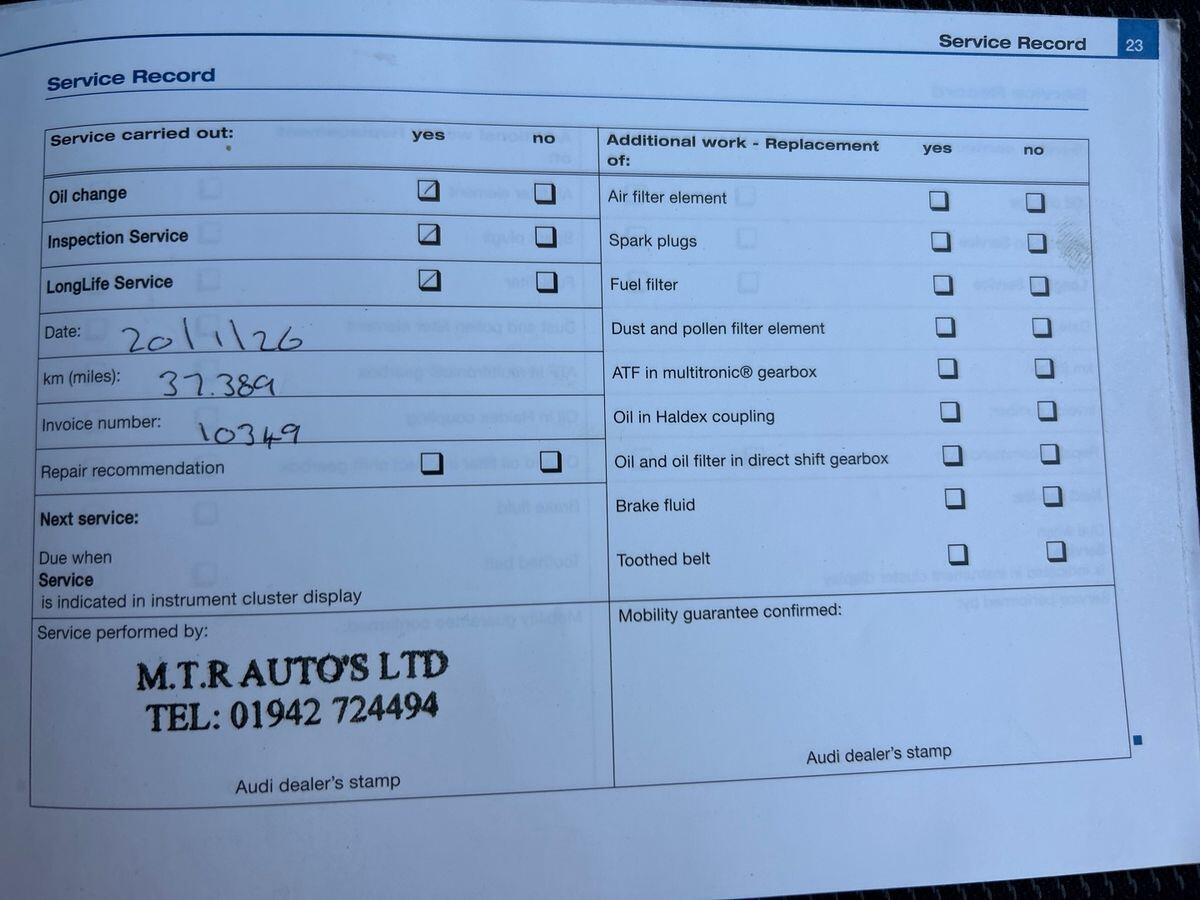 Service Record 23
Service Record
Service carried out: yes no
Oil change
Inspection Service
LongLife Service
Date: 20/1/26
km (miles): 37.389
Invoice number: 10349
Repair recommendation
Next service:
Due when
Service
is indicated in instrument cluster display
Service performed by:
M.T.R AUTO'S LTD
TEL: 01942 724494
Audi dealer's stamp
Additional work - Replacement of: yes no
Air filter element
Spark plugs
Fuel filter
Dust and pollen filter element
ATF in multitronic® gearbox
Oil in Haldex coupling
Oil and oil filter in direct shift gearbox
Brake fluid
Toothed belt
Mobility guarantee confirmed:
Audi dealer's stamp